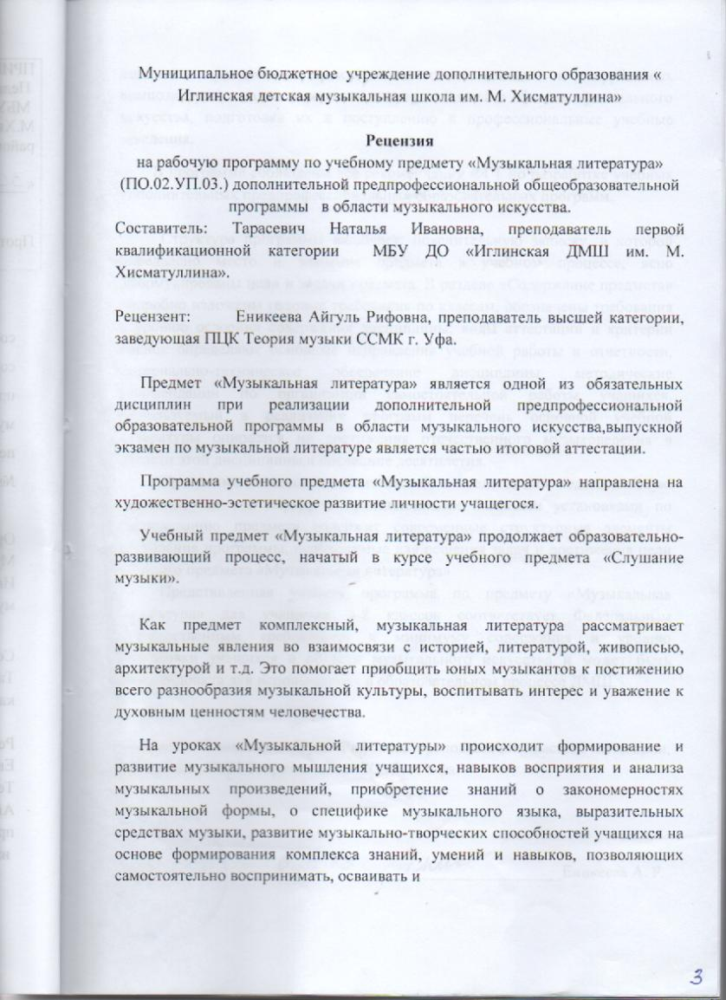 Муниципальное бюджетное учреждение дополнительного образования «
Иглинская детская музыкальная школа им. М. Хисматуллина»
Рецензия
на рабочую программу по учебному предмету «Музыкальная литература»
(ПО.02.УП.03.) дополнительной предпрофессиональной общеобразовательной
программы в области музыкального искусства.
Составитель: Тарасевич Наталья Ивановна, преподаватель первой
квалификационной категории МБУ ДО «Иглинская ДМШ им. М.
Хисматуллина».
Рецензент: Еникеева Айгуль Рифовна, преподаватель высшей категории,
заведующая ПЦК Теория музыки ССМК г. Уфа.
Предмет «Музыкальная литература» является одной из обязательных
дисциплин при реализации дополнительной предпрофессиональной
образовательной программы в области музыкального искусства,выпускной
экзамен по музыкальной литературе является частью итоговой аттестации.
Программа учебного предмета «Музыкальная литература» направлена на
художественно-эстетическое развитие личности учащегося.
Учебный предмет «Музыкальная литература» продолжает образовательно-
развивающий процесс, начатый в курсе учебного предмета «Слушание
музыки».
Как предмет комплексный, музыкальная литература рассматривает
музыкальные явления во взаимосвязи с историей, литературой, живописью,
архитектурой и т.д. Это помогает приобщить юных музыкантов к постижению
всего разнообразия музыкальной культуры, воспитывать интерес и уважение к
духовным ценностям человечества.
На уроках «Музыкальной литературы» происходит формирование и
развитие музыкального мышления учащихся, навыков восприятия и анализа
музыкальных произведений, приобретение знаний о закономерностях
музыкальной формы, о специфике музыкального языка, выразительных
средствах музыки, развитие музыкально-творческих способностей учащихся на
основе формирования комплекса знаний, умений и навыков, позволяющих
самостоятельно воспринимать, осваивать и
3